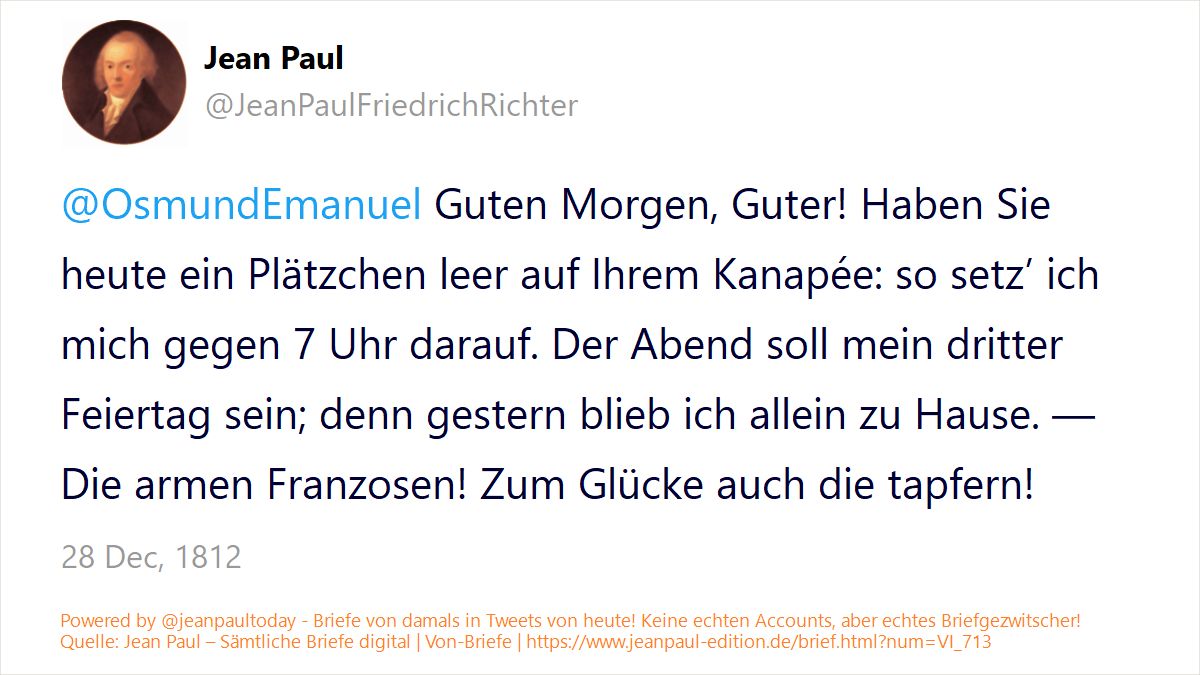 Jean Paul
@JeanPaulFriedrichRichter
@OsmundEmanuel Guten Morgen, Guter! Haben Sie
heute ein Plätzchen leer auf Ihrem Kanapée: so setz’ ich
mich gegen 7 Uhr darauf. Der Abend soll mein dritter
Feiertag sein; denn gestern blieb ich allein zu Hause. —
Die armen Franzosen! Zum Glücke auch die tapfern!
28 Dec, 1812
Powered by @jeanpaultoday - Briefe von damals in Tweets von heute! Keine echten Accounts, aber echtes Briefgezwitscher!
Quelle: Jean Paul – Sämtliche Briefe digital | Von-Briefe | https://www.jeanpaul-edition.de/brief.html?num=VI_713